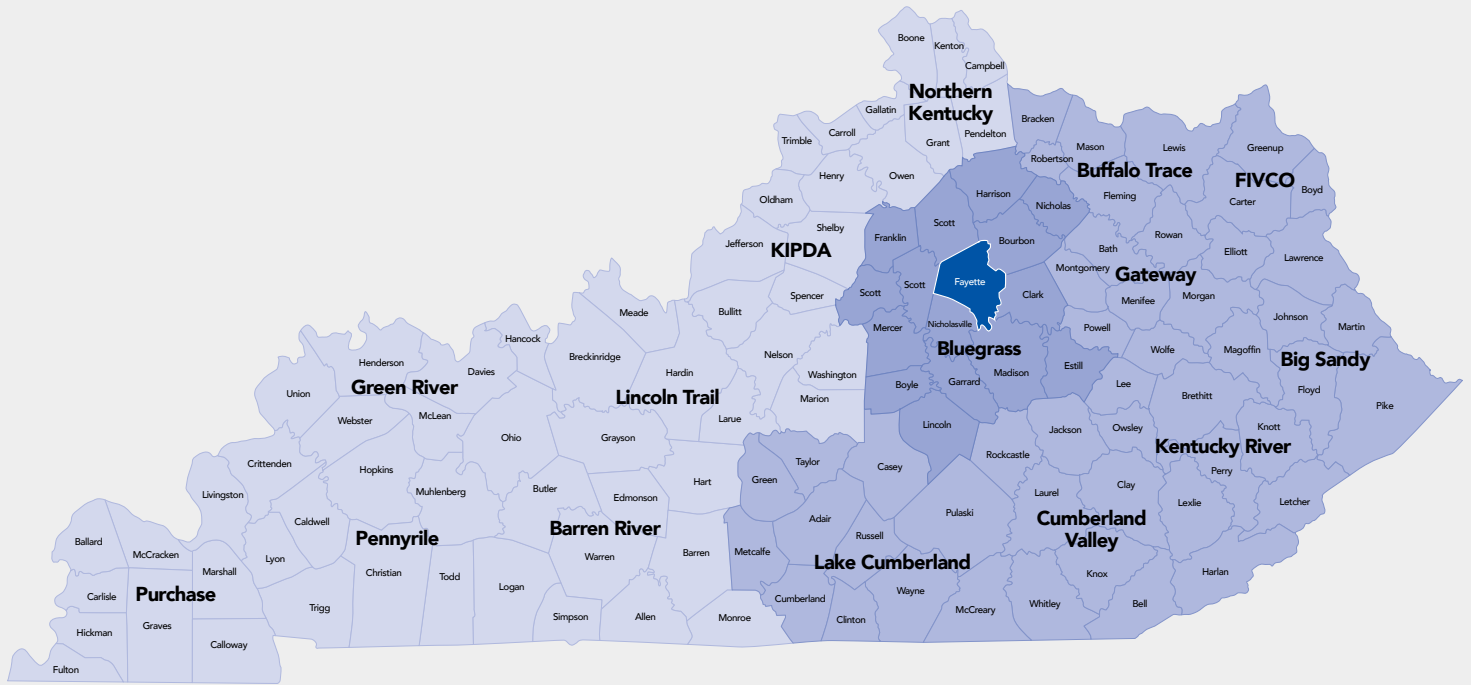 Boone
Kenton
Campbell
Northern
Kentucky
Gallatin
Carroll
Trimble
Grant
Pendelton
Owen
Henry
Oldham
Shelby
Jefferson
KIPDA
Spencer
Bullitt
Bracken
Mason
Lewis
Robertson
Buffalo Trace
Fleming
Greenup
FIVCO
Boyd
Carter
Elliott
Lawrence
Rowan
Bath
Montgomery
Gateway
Menifee
Morgan
Harrison
Nicholas
Scott
Bourbon
Franklin
Fayette
Scott
Scott
Clark
Mercer
Nicholasville
Bluegrass
Madison
Estill
Boyle
Garrard
Lincoln
Powell
Wolfe
Magoffin
Johnson
Martin
Big Sandy
Floyd
Pike
Lee
Brethitt
Owsley
Knott
Kentucky River
Perry
Lexlie
Letcher
Meade
Hancock
Breckinridge
Hardin
Nelson
Washington
Marion
Lincoln Trail
Larue
Grayson
Henderson
Davies
Green River
Union
Webster
McLean
Ohio
Crittenden
Hopkins
Muhlenberg
Livingston
Caldwell
Lyon
Pennyrile
Christian
Todd
Trigg
Butler
Edmonson
Hart
Barren River
Warren
Barren
Logan
Simpson
Allen
Monroe
Metcalfe
Green
Taylor
Casey
Adair
Russell
Pulaski
Lake Cumberland
Cumberland
Clinton
Wayne
McCreary
Jackson
Rockcastle
Laurel
Clay
Cumberland
Valley
Knox
Whitley
Bell
Harlan
Ballard
McCracken
Marshall
Carlisle
Purchase
Graves
Hickman
Calloway
Fulton